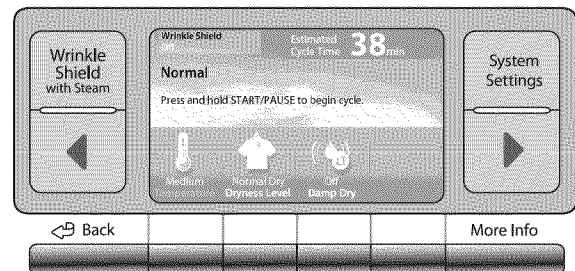 Wrinkle
Shield
with Steam
Wrinkle Shield
Off
Estimated
Cycle Time
38 min
Normal
Press and hold START/PAUSE to begin cycle.
Medium
Normal Dry
Dryness Level
Off
Damp Dry
System
Settings
Back
More Info